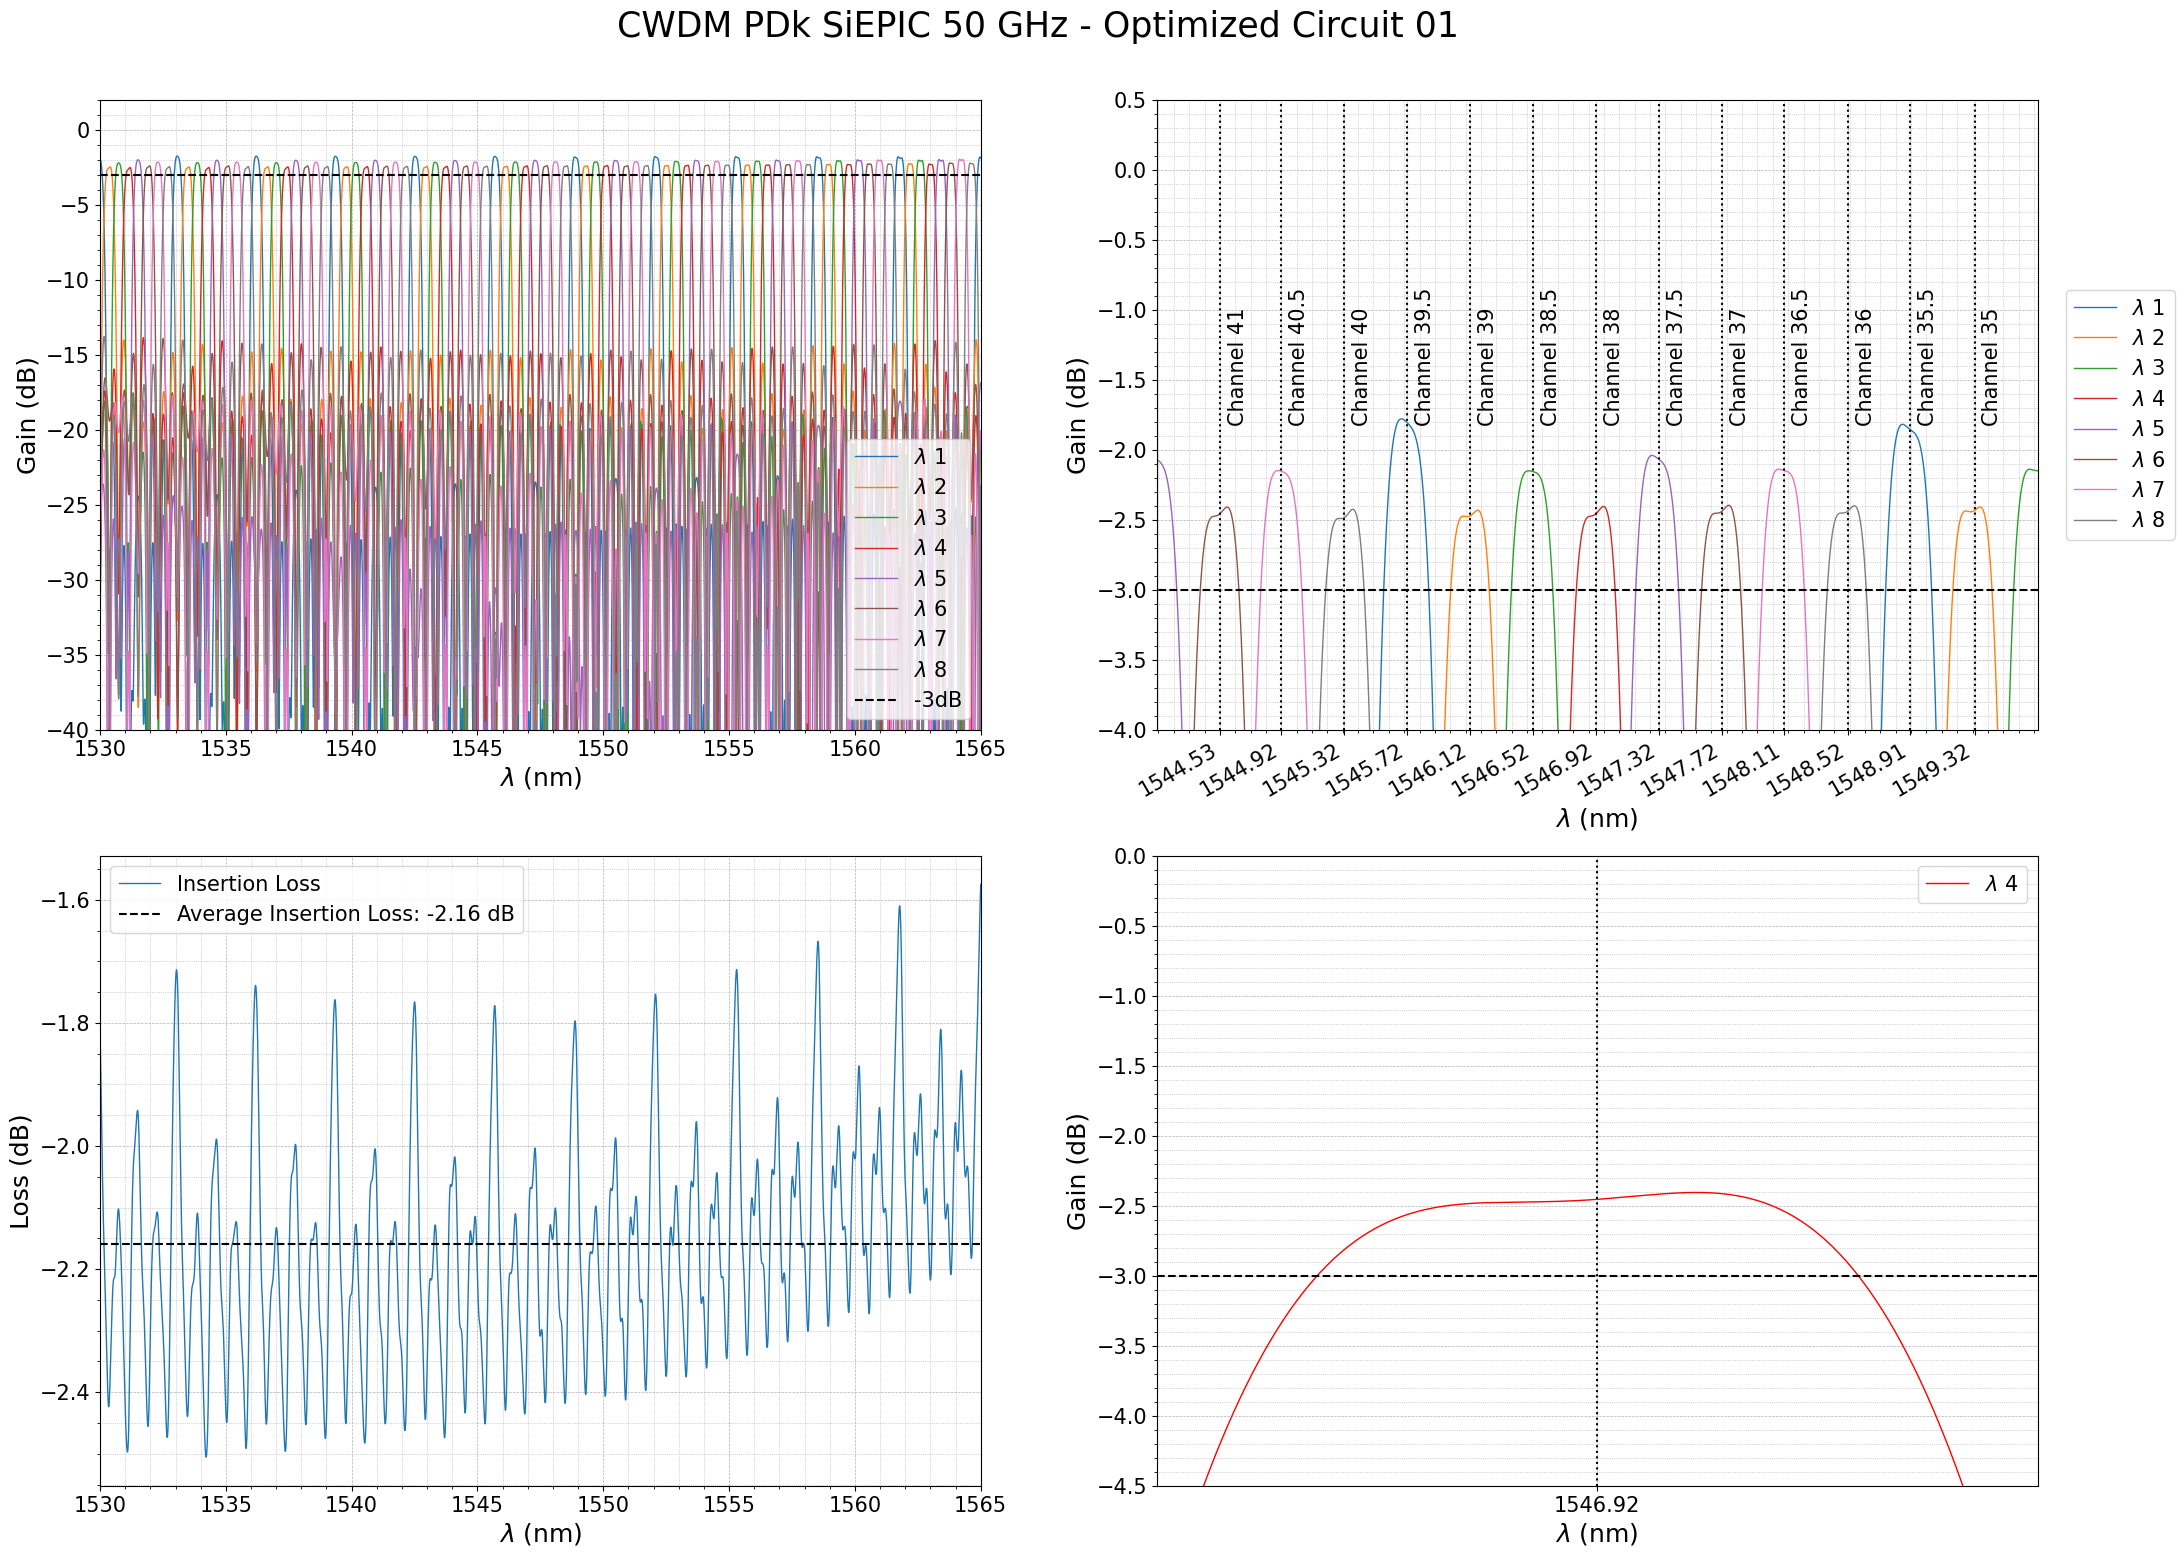 CWDM PDk SiEPIC 50 GHz - Optimized Circuit 01
Gain (dB)
0
−5
−10
−15
−20
−25
−30
−35
−40
1530
1535
1540
1545
1550
1555
1560
1565
λ (nm)
λ 1
λ 2
λ 3
λ 4
λ 5
λ 6
λ 7
λ 8
-3dB
Gain (dB)
0.5
0.0
−0.5
−1.0
−1.5
−2.0
−2.5
−3.0
−3.5
−4.0
Channel 41
Channel 40.5
Channel 40
Channel 39.5
Channel 39
Channel 38.5
Channel 38
Channel 37.5
Channel 37
Channel 36.5
Channel 36
Channel 35.5
Channel 35
1544.53
1544.92
1545.32
1545.72
1546.12
1546.52
1546.92
1547.32
1547.72
1548.11
1548.52
1548.91
1549.32
λ (nm)
λ 1
λ 2
λ 3
λ 4
λ 5
λ 6
λ 7
λ 8
Loss (dB)
−1.6
−1.8
−2.0
−2.2
−2.4
Insertion Loss
Average Insertion Loss: -2.16 dB
1530
1535
1540
1545
1550
1555
1560
1565
λ (nm)
Gain (dB)
0.0
−0.5
−1.0
−1.5
−2.0
−2.5
−3.0
−3.5
−4.0
−4.5
λ 4
1546.92
λ (nm)